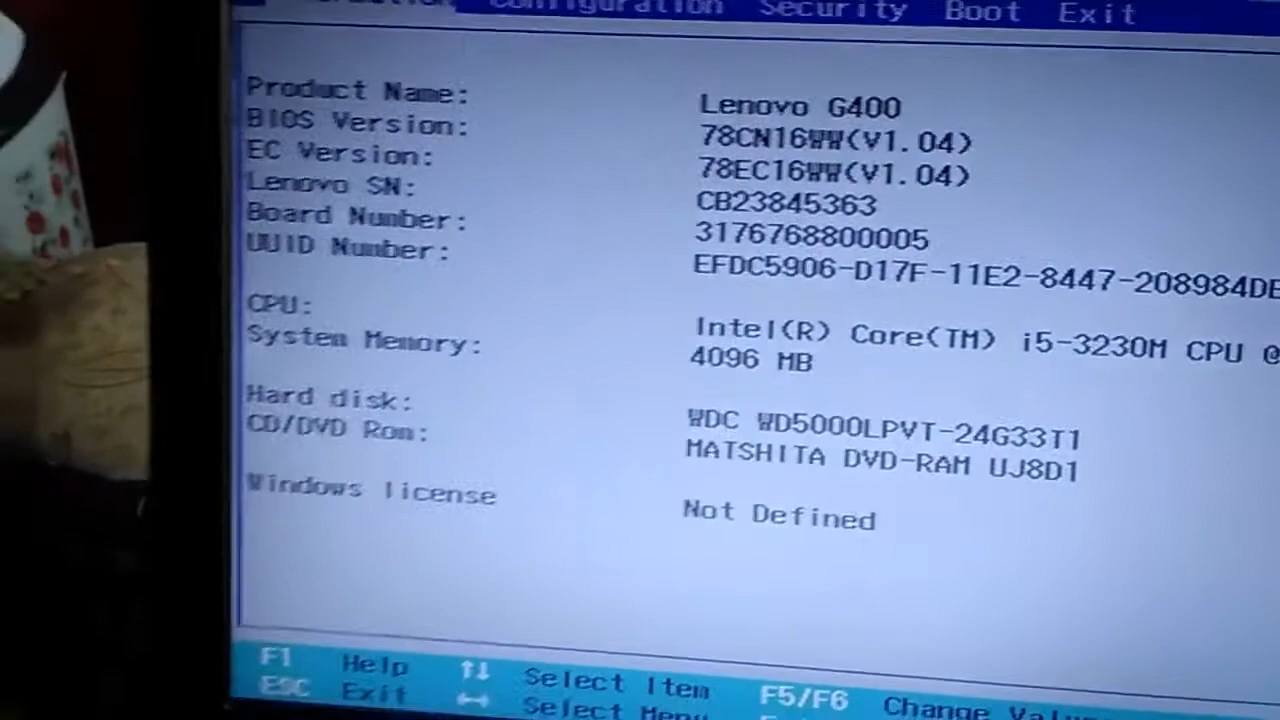 Configuration Security Boot Exit
Product Name: Lenovo G400
BIOS Version: 78CN16WW(V1.04)
EC Version: 78EC16WW(V1.04)
Lenovo SN: CB23845363
Board Number: 3176768800005
UUID Number: EFDC5906-D17F-11E2-8447-208984DE
CPU: Intel(R) Core(TM) i5-3230M CPU @
System Memory: 4096 MB
Hard disk: WDC WD5000LPVT-24G33T1
CD/DVD Rom: MATSHITA DVD-RAM UJ8D1
Windows license Not Defined
F1 Help ↑↓ Select Item F5/F6 Change
ESC Exit ↔ Select Menu